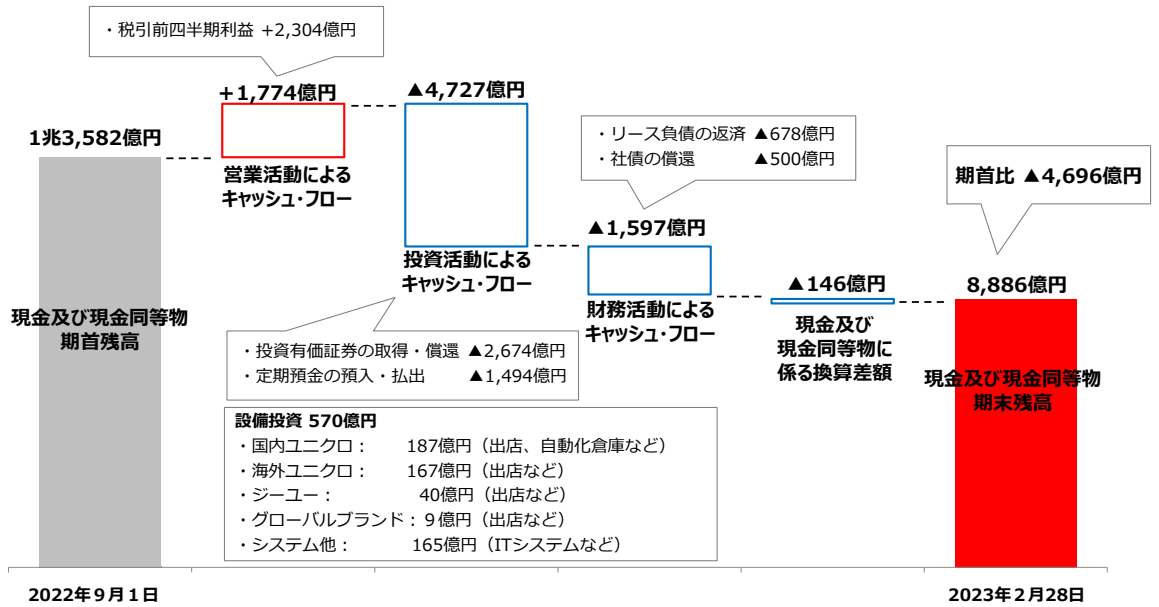 ・税引前四半期利益 +2,304億円
+1,774億円
▲4,727億円
1兆3,582億円
営業活動による
キャッシュ・フロー
・リース負債の返済 ▲678億円
・社債の償還 ▲500億円
期首比 ▲4,696億円
▲1,597億円
投資活動による
キャッシュ・フロー
▲146億円
8,886億円
財務活動による
キャッシュ・フロー
現金及び現金同等物
期首残高
現金及び
現金同等物に
係る換算差額
・投資有価証券の取得・償還 ▲2,674億円
・定期預金の預入・払出 ▲1,494億円
現金及び現金同等物
期末残高
設備投資 570億円
・国内ユニクロ： 187億円（出店、自動化倉庫など）
・海外ユニクロ： 167億円（出店など）
・ジーユー： 40億円（出店など）
・グローバルブランド：９億円（出店など）
・システム他： 165億円（ITシステムなど）
2022年９月１日
2023年２月28日